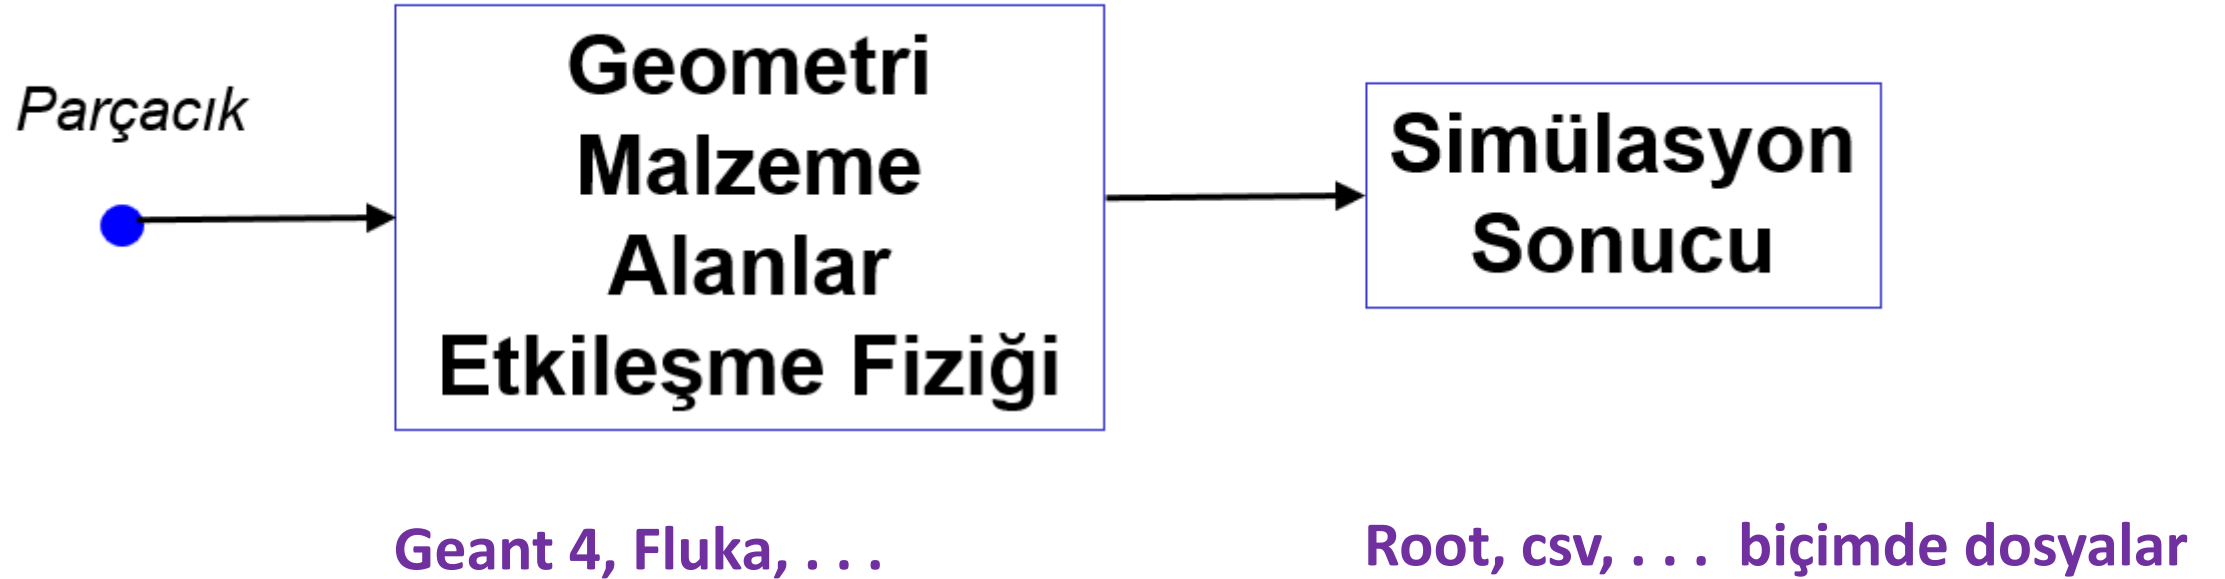 Parçacık
Geometri
Malzeme
Alanlar
Etkileşme Fiziği
Simülasyon
Sonucu
Geant 4, Fluka, . . .
Root, csv, . . . biçimde dosyalar